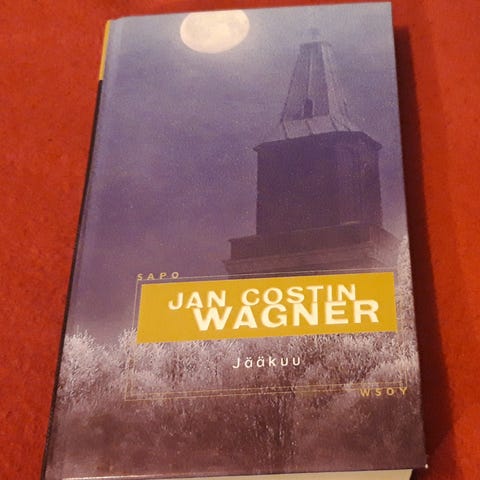 SAPO
JAN COSTIN
WAGNER
Jääkuu
WSOY